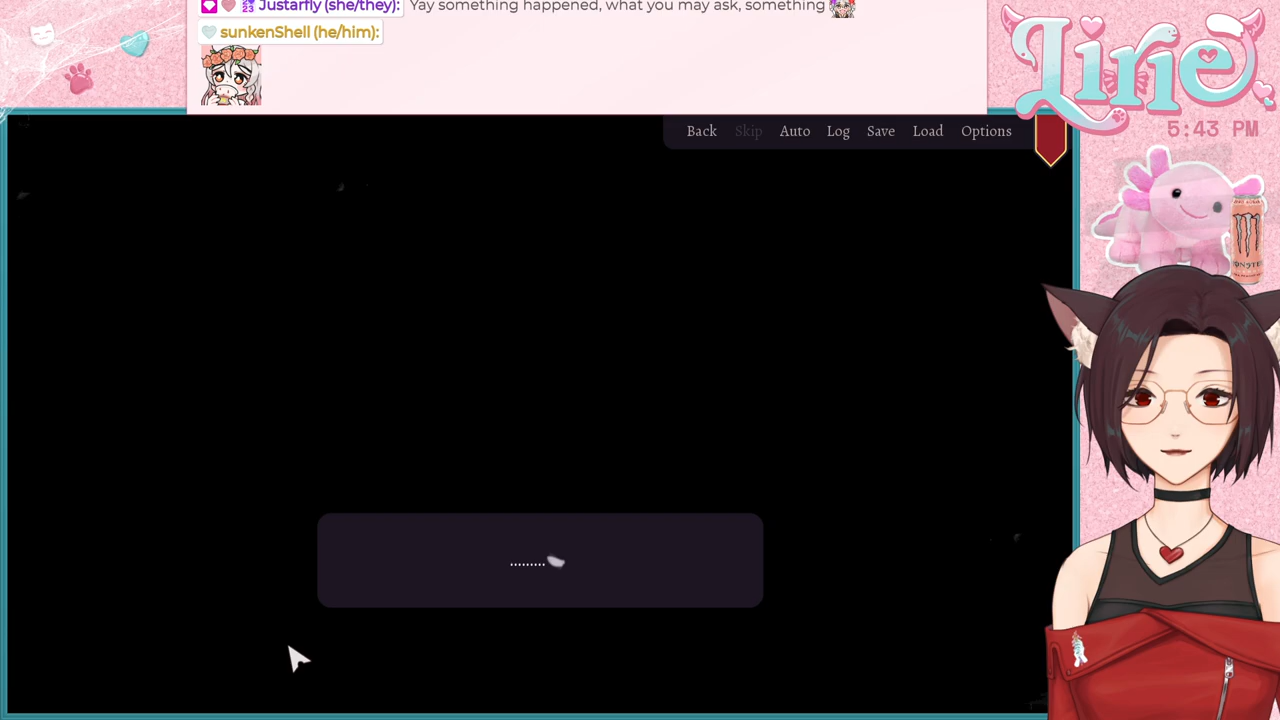 Justarfly (she/they): Yay something happened, what you may ask, something
sunkenShell (he/him):
Lirie
5:43 PM
Back Skip Auto Log Save Load Options
.........